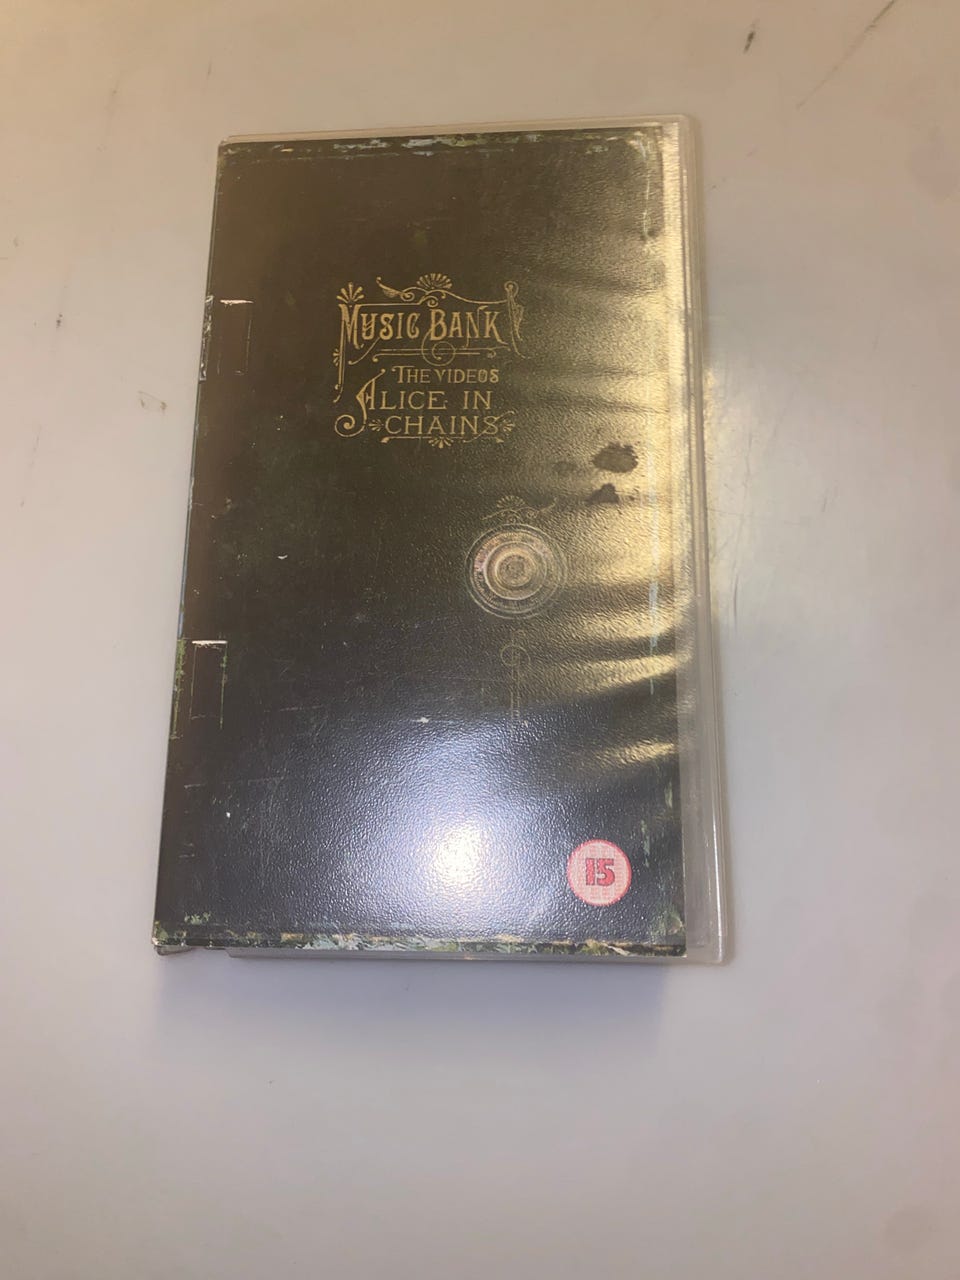 MUSIC BANK
THE VIDEOS
ALICE IN
CHAINS
15